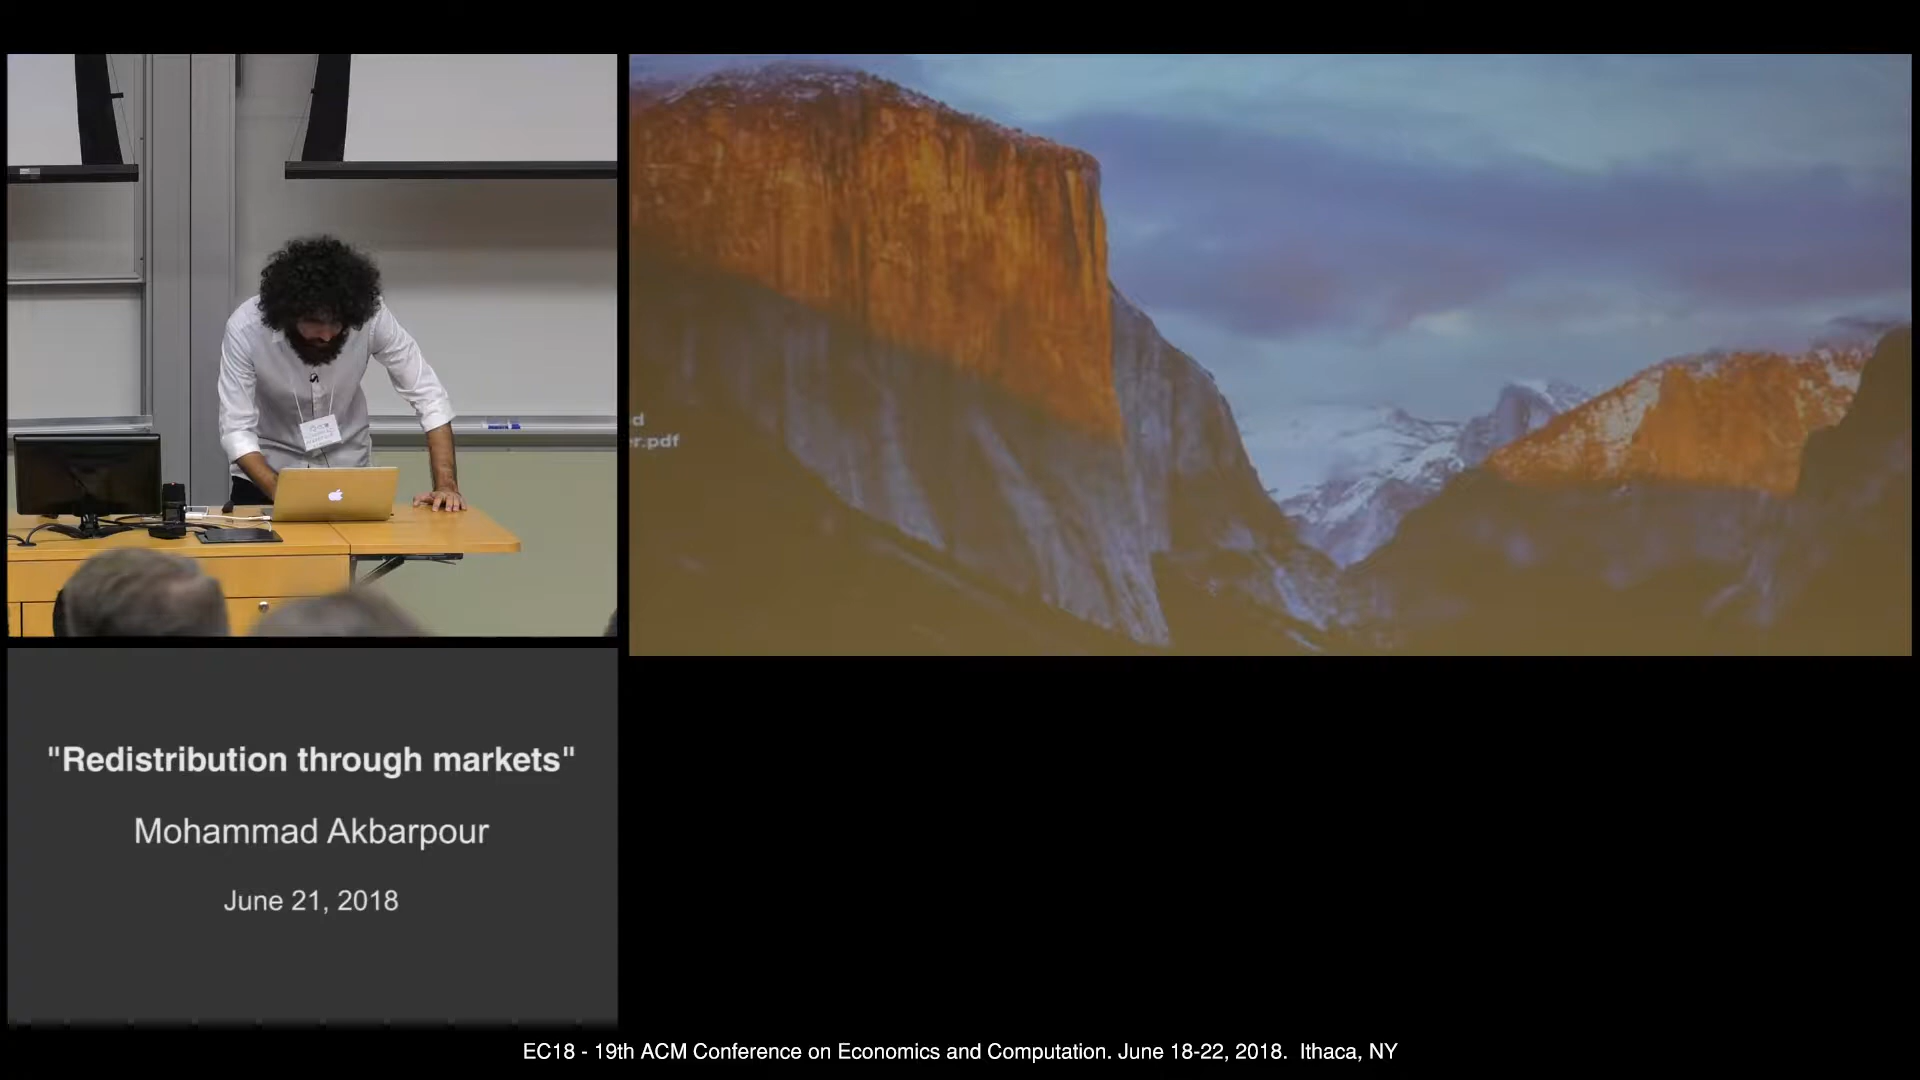 d
r.pdf
"Redistribution through markets"
Mohammad Akbarpour
June 21, 2018
EC18 - 19th ACM Conference on Economics and Computation. June 18-22, 2018.  Ithaca, NY